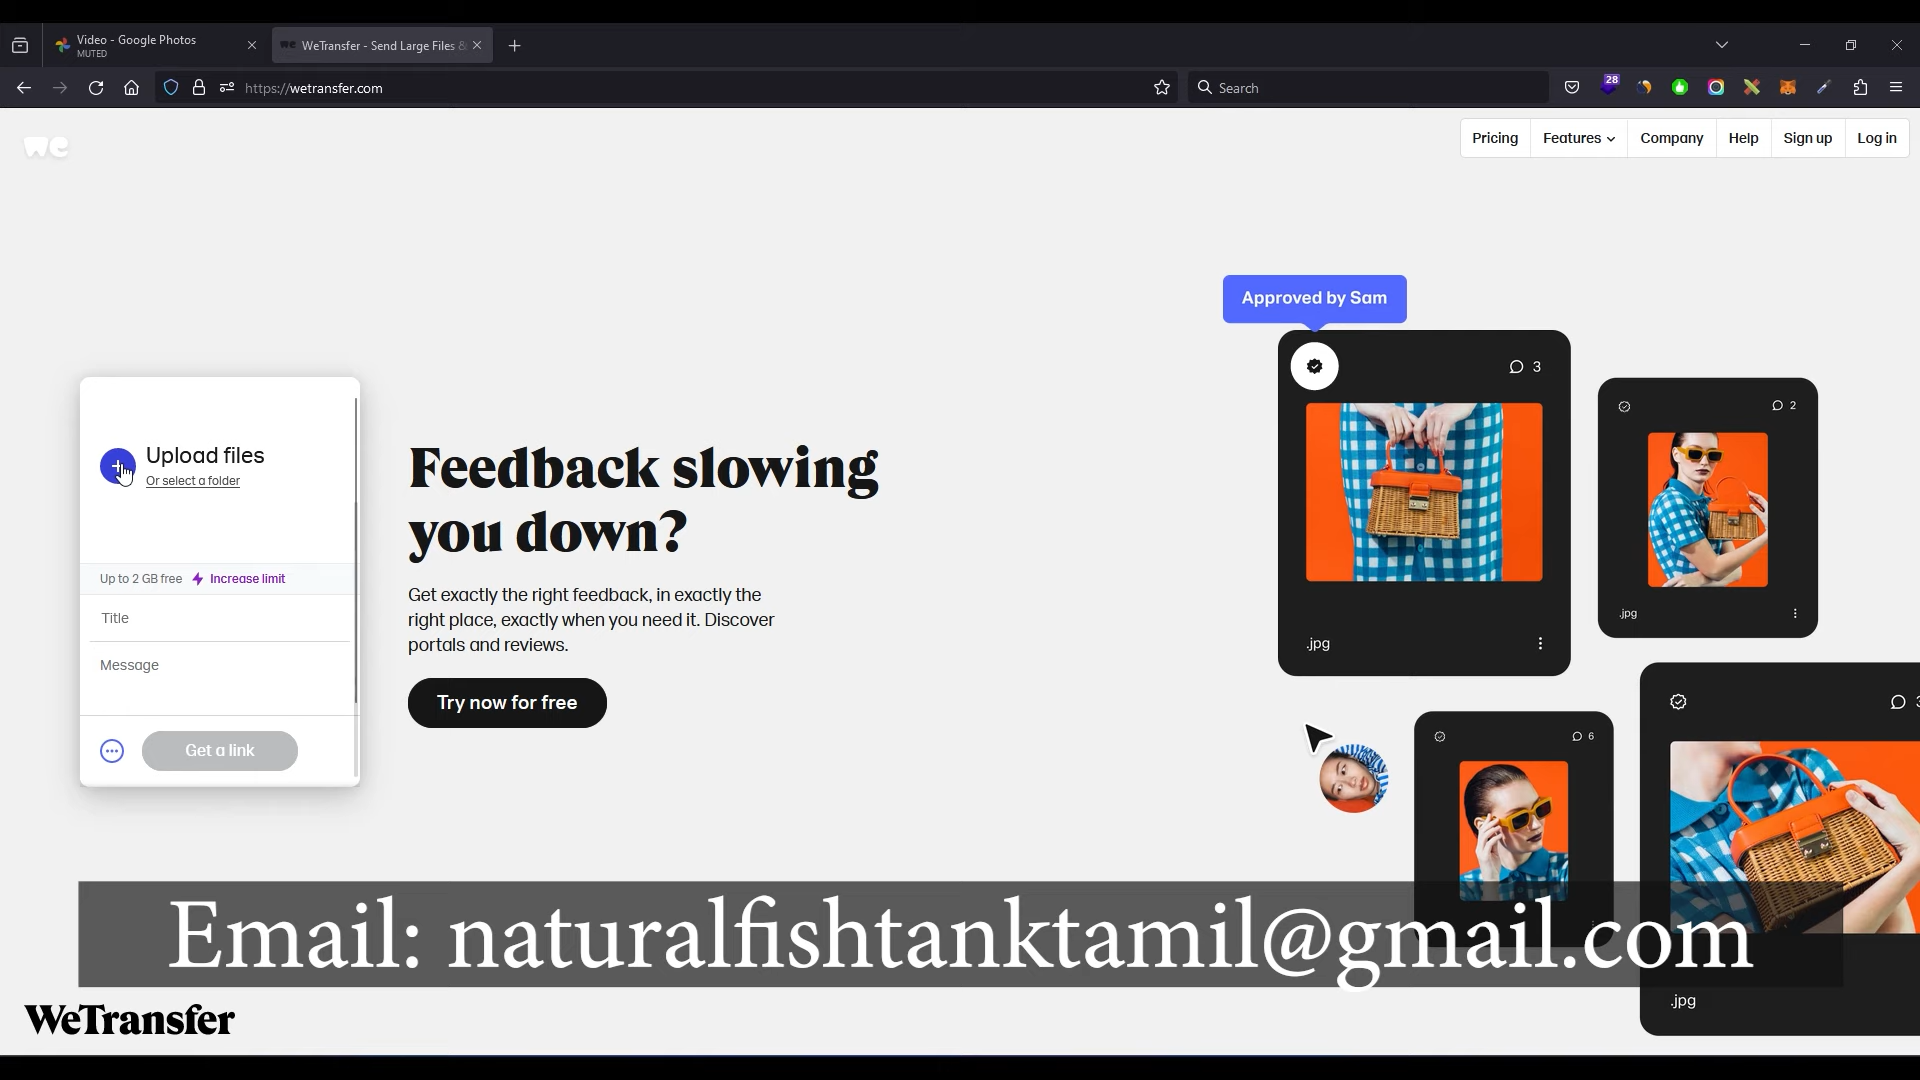 Video - Google Photos
MUTED
WeTransfer - Send Large Files &
https://wetransfer.com
Search
28
we
Pricing
Features
Company
Help
Sign up
Log in
Approved by Sam
3
2
Upload files
Or select a folder
Up to 2 GB free
Increase limit
Title
Message
Get a link
Feedback slowing
you down?
Get exactly the right feedback, in exactly the
right place, exactly when you need it. Discover
portals and reviews.
Try now for free
.jpg
.jpg
3
6
Email: naturalfishtanktamil@gmail.com
.jpg
WeTransfer